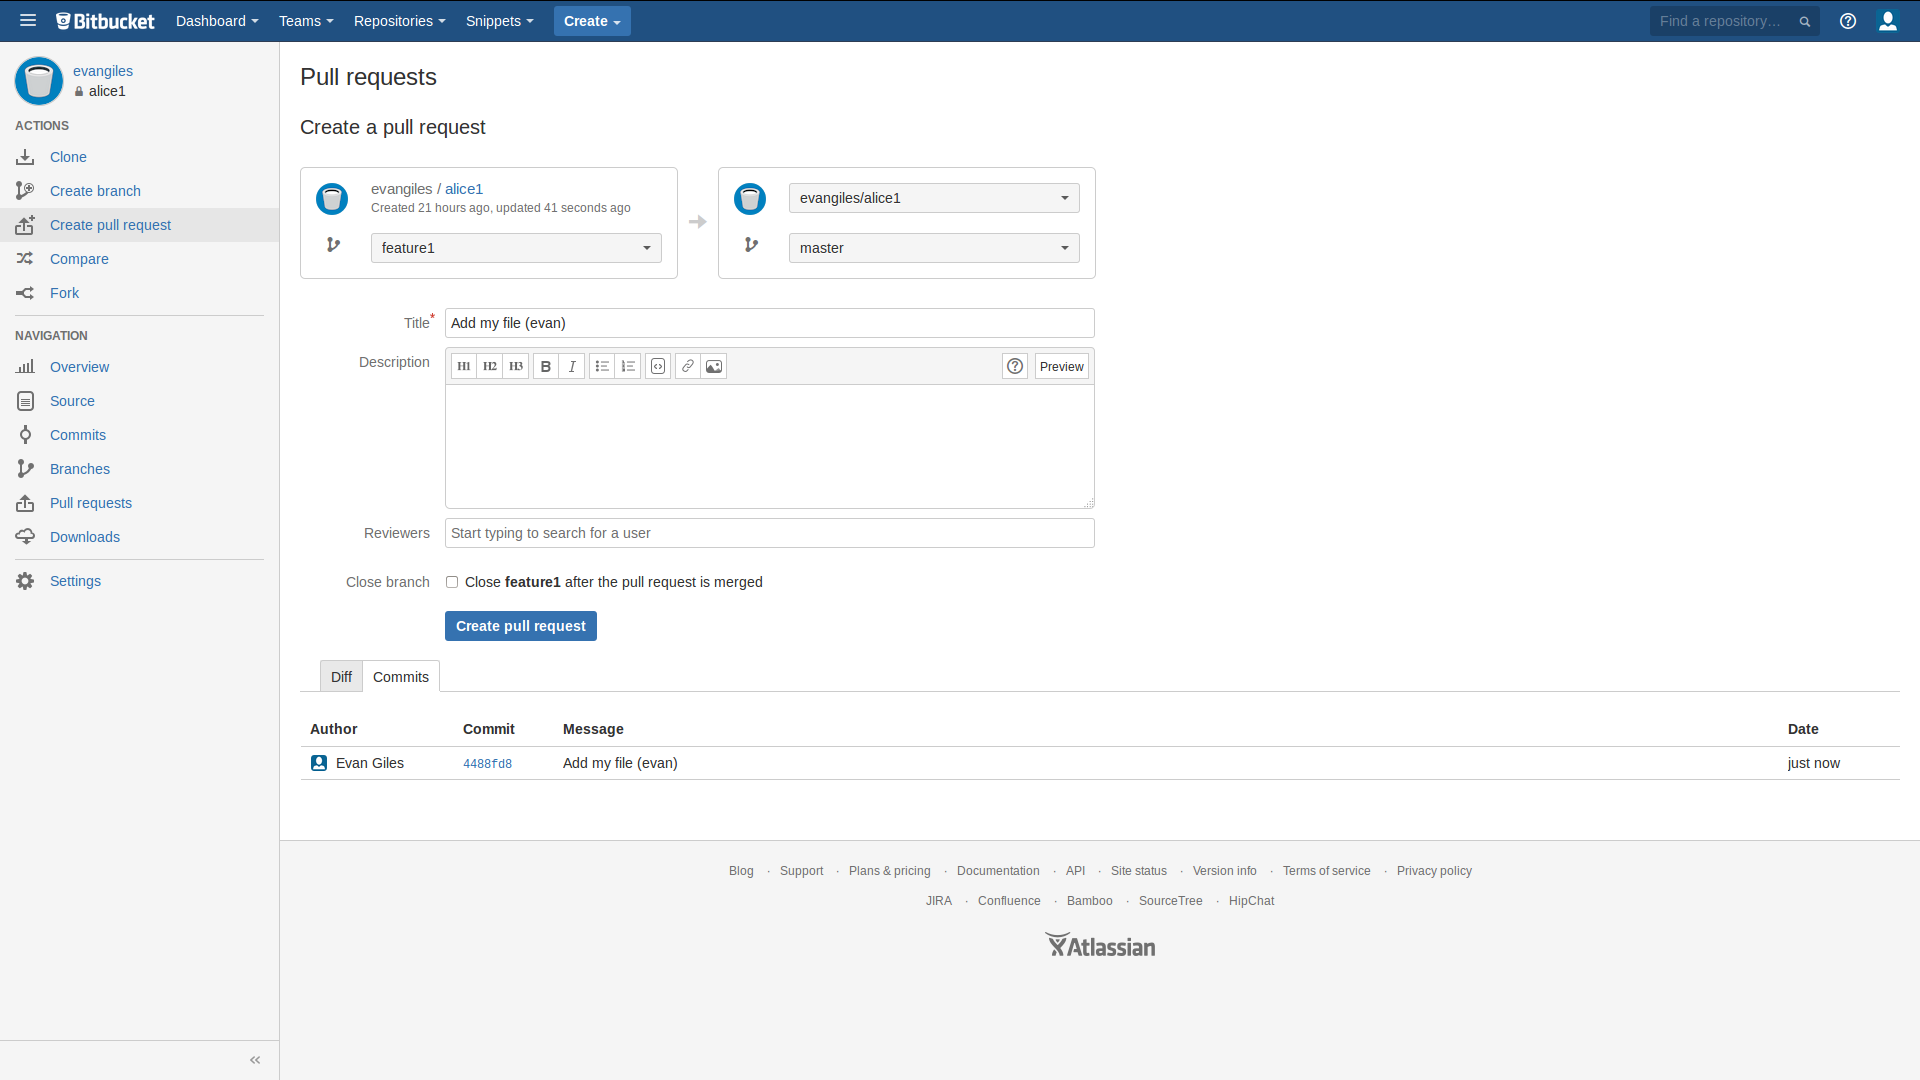 Bitbucket Dashboard Teams Repositories Snippets Create Find a repository...
evangiles
alice1
ACTIONS
Clone
Create branch
Create pull request
Compare
Fork
NAVIGATION
Overview
Source
Commits
Branches
Pull requests
Downloads
Settings
Pull requests
Create a pull request
evangiles / alice1
Created 21 hours ago, updated 41 seconds ago
feature1
evangiles/alice1
master
Title* Add my file (evan)
Description H1 H2 H3 B I Preview
Reviewers Start typing to search for a user
Close branch Close feature1 after the pull request is merged
Create pull request
Diff Commits
Author Commit Message Date
Evan Giles 4488fd8 Add my file (evan) just now
Blog · Support · Plans & pricing · Documentation · API · Site status · Version info · Terms of service · Privacy policy
JIRA · Confluence · Bamboo · SourceTree · HipChat
Atlassian